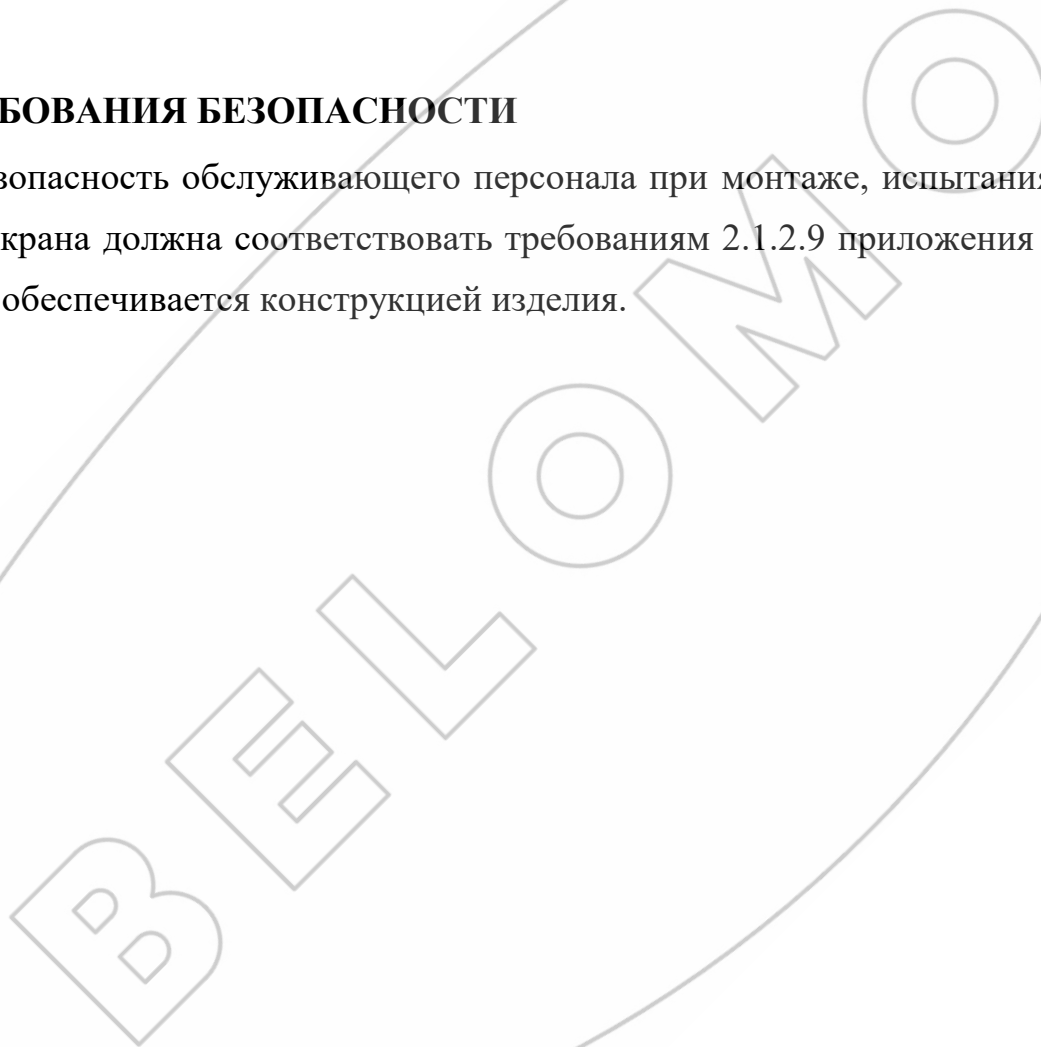 БОВАНИЯ БЕЗОПАСНОСТИ
зопасность обслуживающего персонала при монтаже, испытания
крана должна соответствовать требованиям 2.1.2.9 приложения
обеспечивается конструкцией изделия.
BELOMO